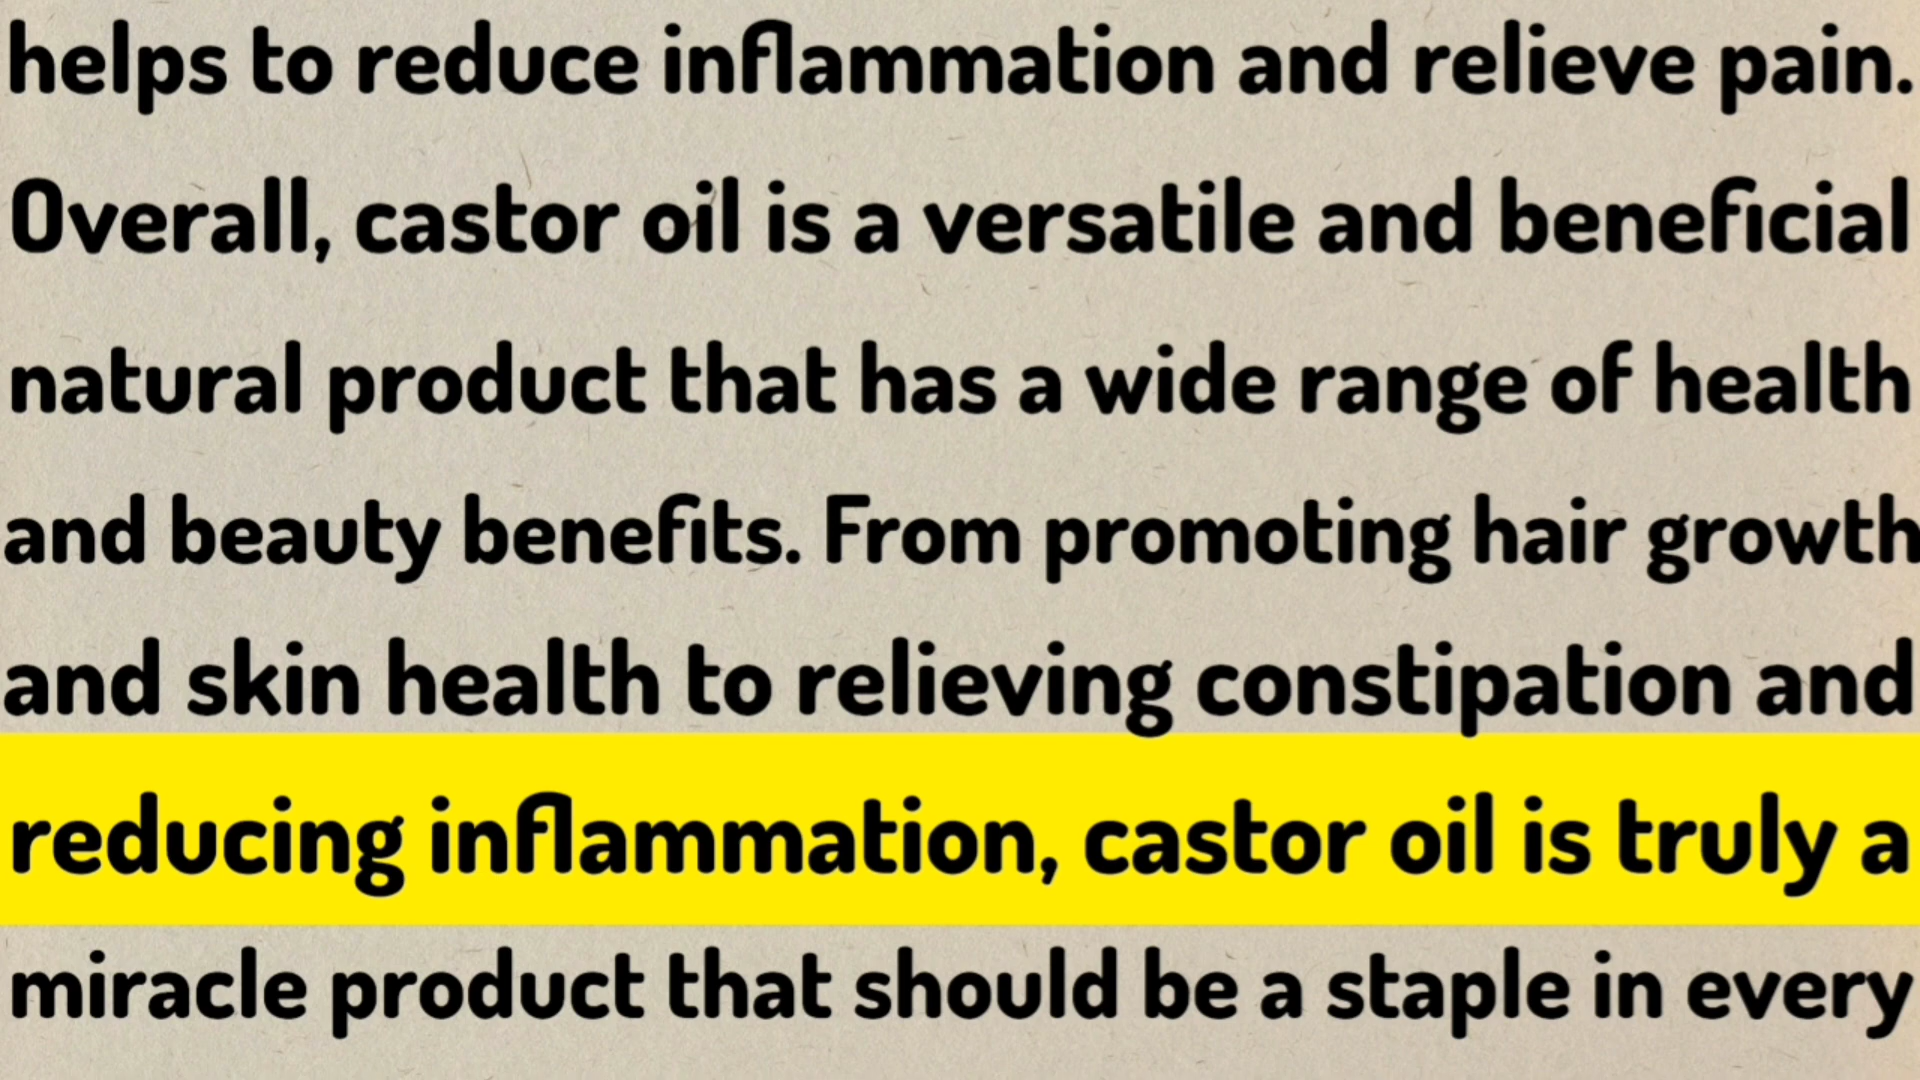 helps to reduce inflammation and relieve pain.
Overall, castor oil is a versatile and beneficial
natural product that has a wide range of health
and beauty benefits. From promoting hair growth
and skin health to relieving constipation and
reducing inflammation, castor oil is truly a
miracle product that should be a staple in every